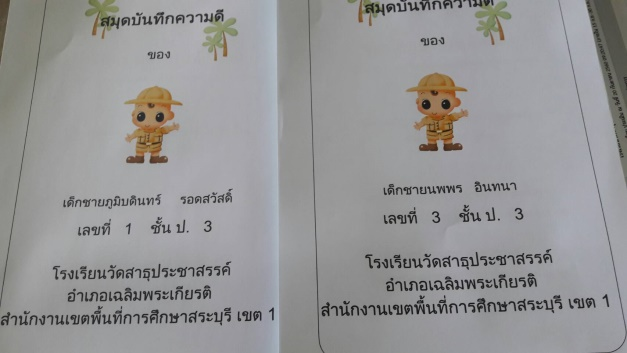 สมุดบันทึกความดี
ของ
เด็กชายภูมิบดินทร์ รอดสวัสดิ์
เลขที่ 1 ชั้น ป. 3
โรงเรียนวัดสาธุประชาสรรค์
อำเภอเฉลิมพระเกียรติ
สำนักงานเขตพื้นที่การศึกษาสระบุรี เขต 1
สมุดบันทึกความดี
ของ
เด็กชายนพพร อินทนา
เลขที่ 3 ชั้น ป. 3
โรงเรียนวัดสาธุประชาสรรค์
อำเภอเฉลิมพระเกียรติ
สำนักงานเขตพื้นที่การศึกษาสระบุรี เขต 1